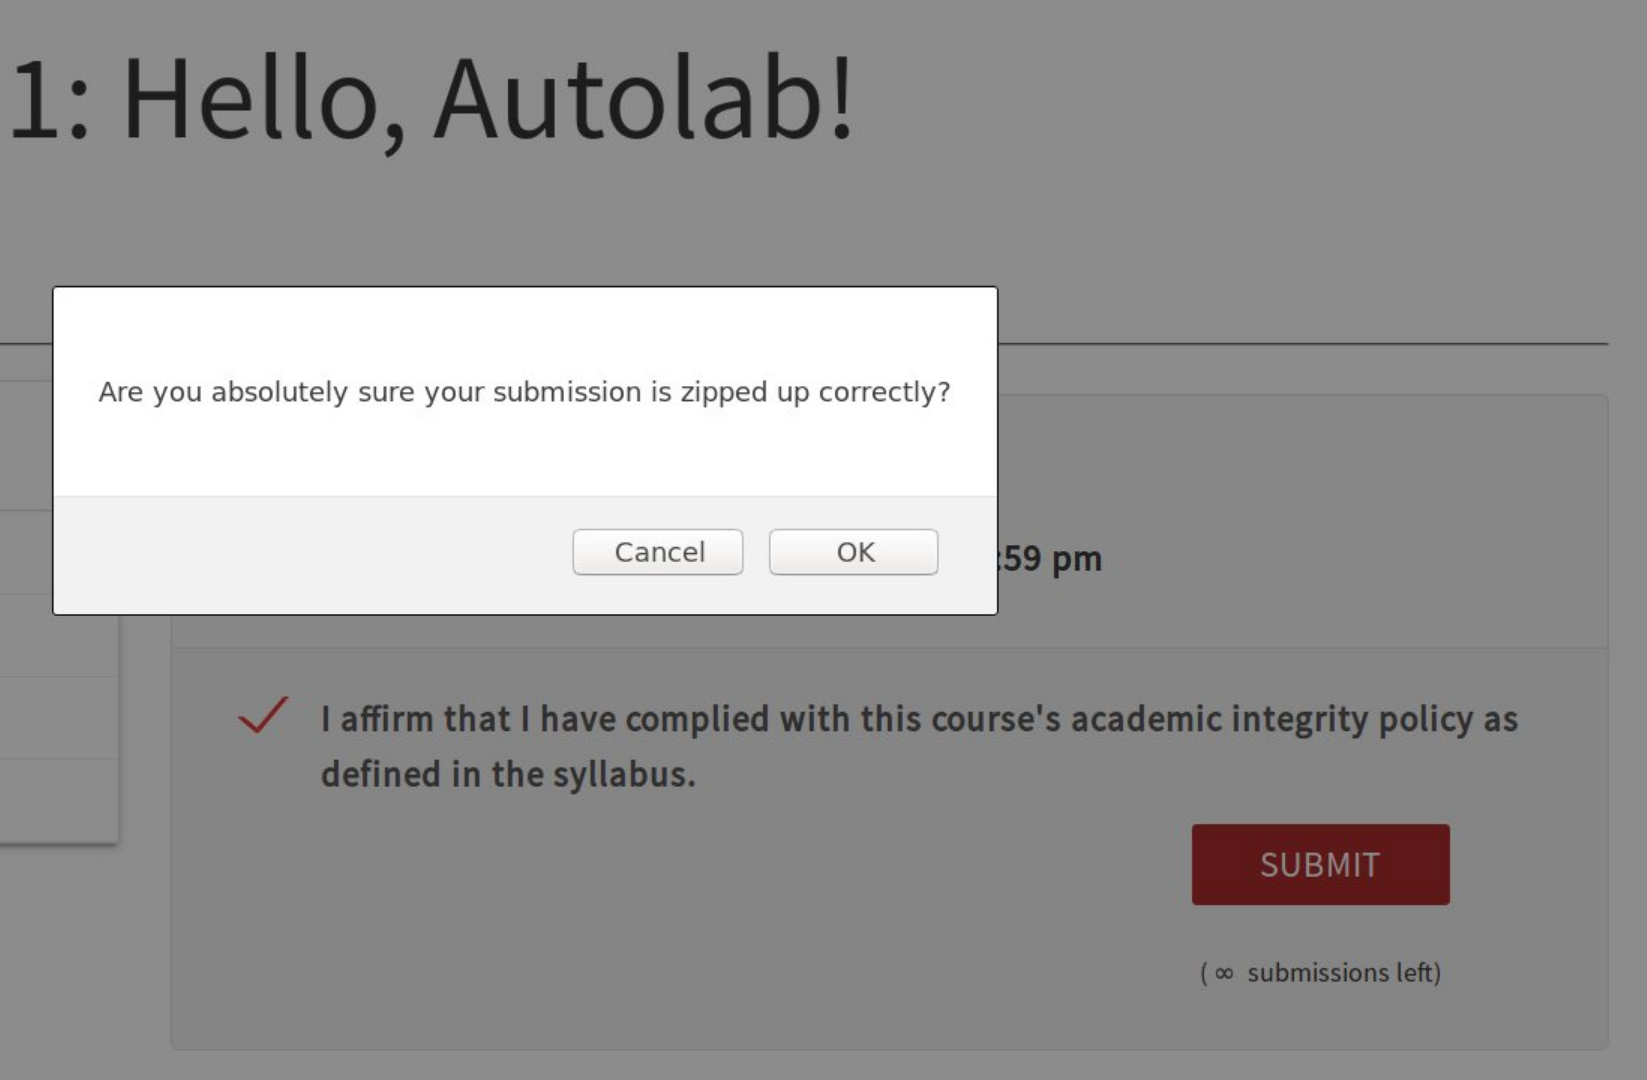 1: Hello, Autolab!
Are you absolutely sure your submission is zipped up correctly?
Cancel OK
:59 pm
I affirm that I have complied with this course's academic integrity policy as
defined in the syllabus.
SUBMIT
( ∞ submissions left)